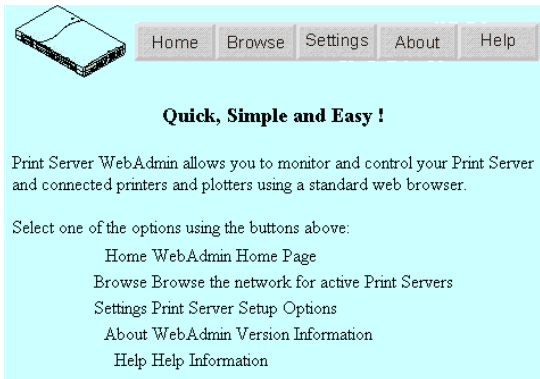 Home Browse Settings About Help
Quick, Simple and Easy !
Print Server WebAdmin allows you to monitor and control your Print Server
and connected printers and plotters using a standard web browser.
Select one of the options using the buttons above:
Home WebAdmin Home Page
Browse Browse the network for active Print Servers
Settings Print Server Setup Options
About WebAdmin Version Information
Help Help Information